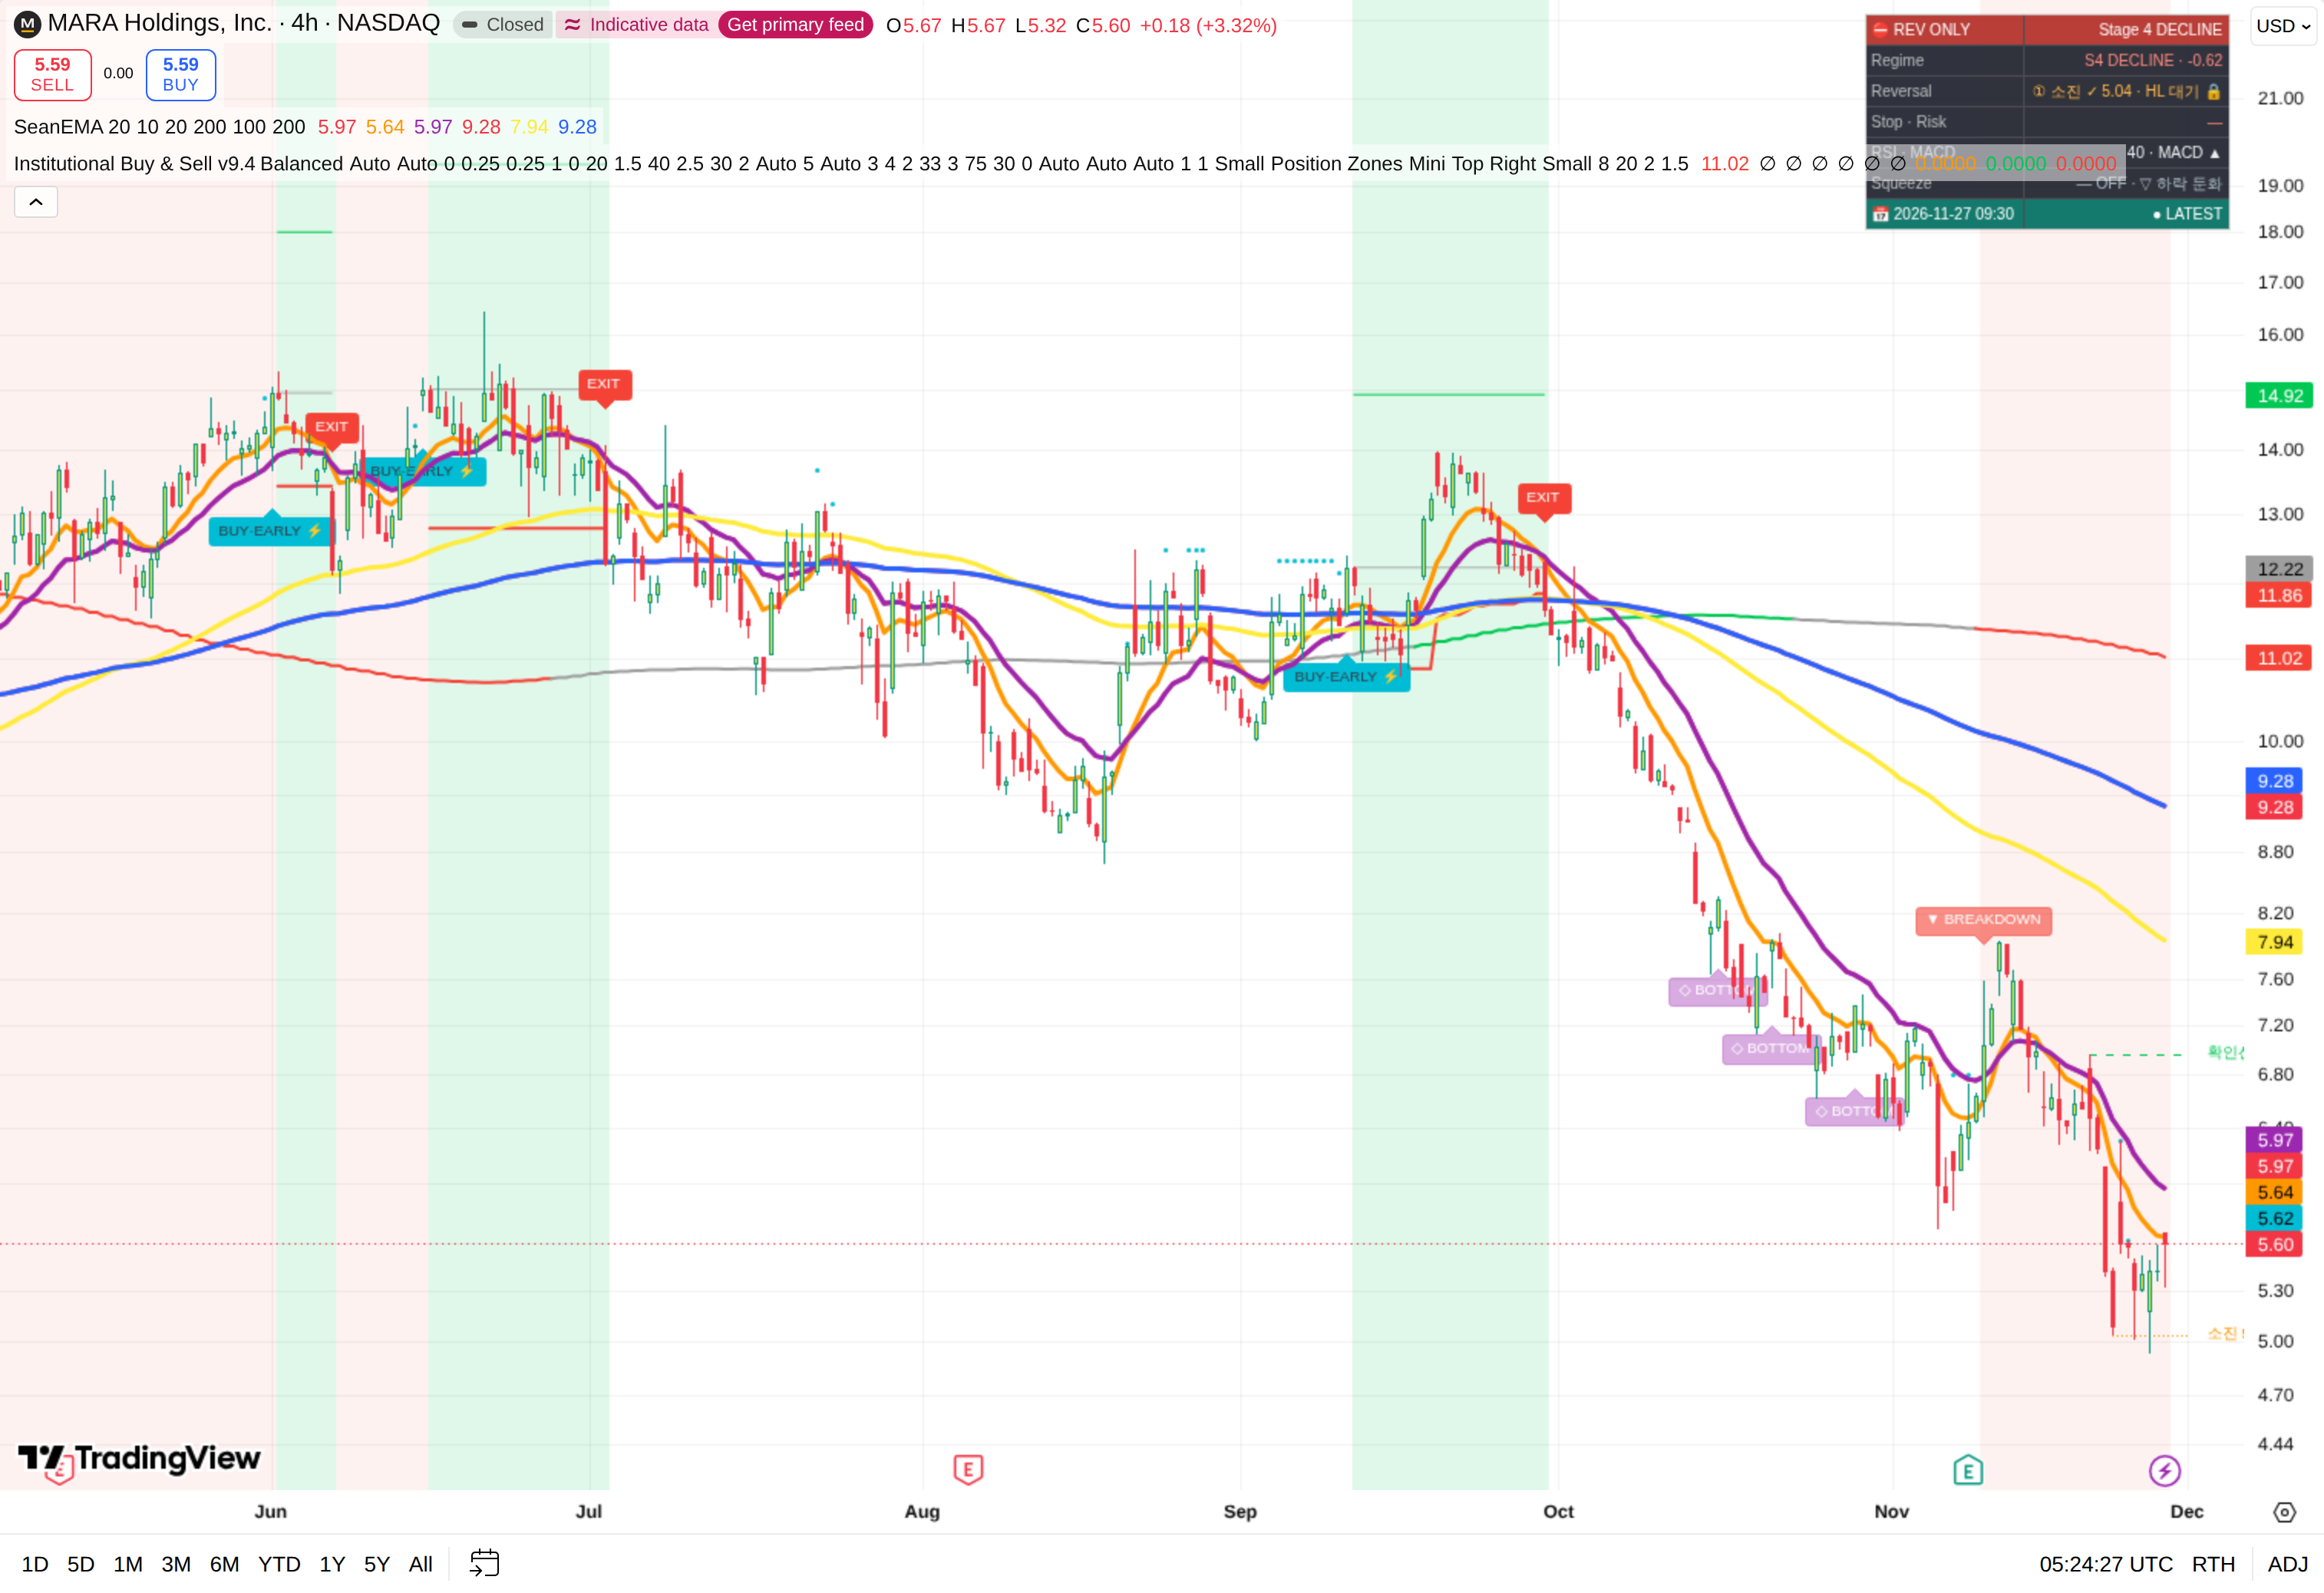 MARA Holdings, Inc. · 4h · NASDAQ Closed Indicative data Get primary feed O5.67 H5.67 L5.32 C5.60 +0.18 (+3.32%)
5.59 SELL 0.00 5.59 BUY
SeanEMA 20 10 20 200 100 200 5.97 5.64 5.97 9.28 7.94 9.28
Institutional Buy & Sell v9.4 Balanced Auto Auto 0 0.25 0.25 1 0 20 1.5 40 2.5 30 2 Auto 5 Auto 3 4 2 33 3 75 30 0 Auto Auto Auto 1 1 Small Position Zones Mini Top Right Small 8 20 2 1.5 11.02 ∅ ∅ ∅ ∅ ∅ ∅ 0.0000 0.0000 0.0000
⛔ REV ONLY Stage 4 DECLINE
Regime S4 DECLINE · -0.62
Reversal ① 소진 ✓ 5.04 · HL 대기 🔒
Stop · Risk —
RSI · MACD 40 · MACD ▲
Squeeze — OFF · ▽ 하락 둔화
📅 2026-11-27 09:30 ● LATEST
USD
21.00
19.00
18.00
17.00
16.00
14.92
14.00
13.00
12.22
11.86
11.02
10.00
9.28
9.28
8.80
8.20
7.94
7.60
7.20
6.80
5.97
5.97
5.64
5.62
5.60
5.30
5.00
4.70
4.44
EXIT
EXIT
BUY-EARLY ⚡
BUY-EARLY ⚡
EXIT
BUY-EARLY ⚡
▼ BREAKDOWN
◇ BOTTOM
확인
소진
TradingView
E
E
Jun Jul Aug Sep Oct Nov Dec
1D 5D 1M 3M 6M YTD 1Y 5Y All 05:24:27 UTC RTH ADJ